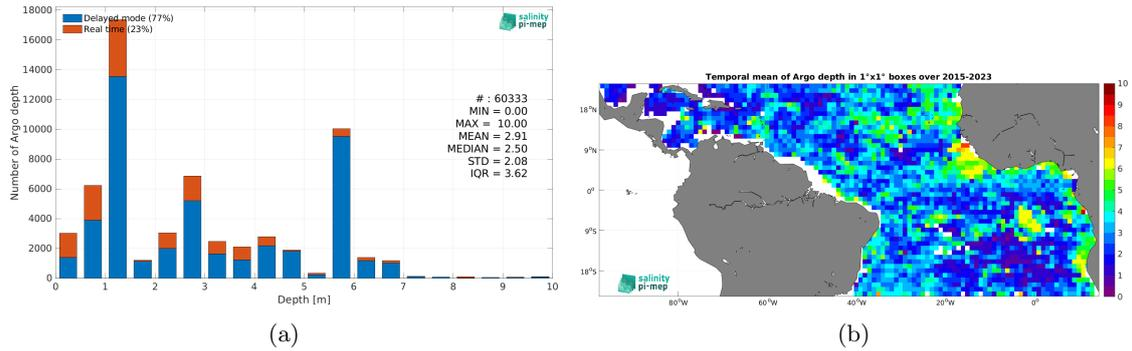 18000
16000
14000
12000
10000
8000
6000
4000
2000
0
Number of Argo depth
Delayed mode (77%)
Real time (23%)
salinity
pi-mep
# : 60333
MIN = 0.00
MAX = 10.00
MEAN = 2.91
MEDIAN = 2.50
STD = 2.08
IQR = 3.62
0 1 2 3 4 5 6 7 8 9 10
Depth [m]
(a)
Temporal mean of Argo depth in 1°x1° boxes over 2015-2023
18°N
9°N
0°
9°S
18°S
80°W 60°W 40°W 20°W 0°
salinity
pi-mep
10
9
8
7
6
5
4
3
2
1
0
(b)